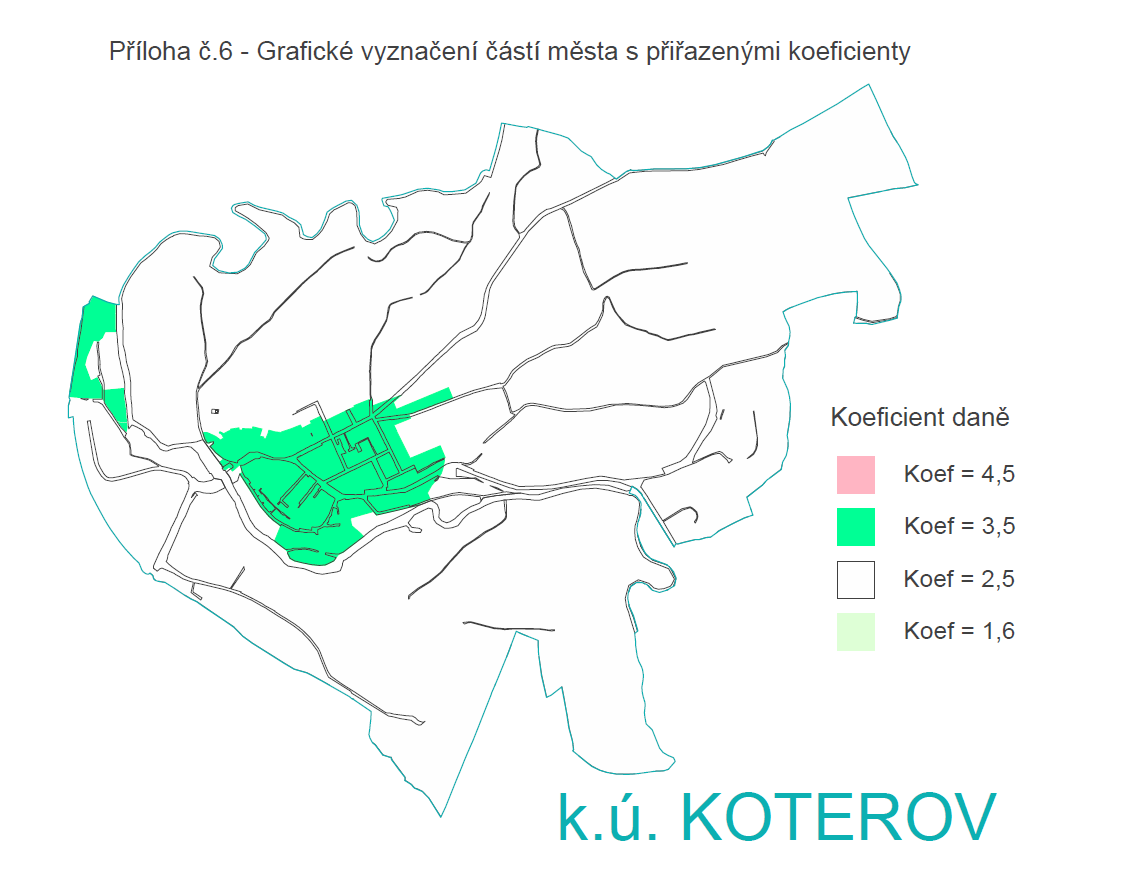 Příloha č.6 - Grafické vyznačení částí města s přiřazenými koeficienty
Koeficient daně
Koef = 4,5
Koef = 3,5
Koef = 2,5
Koef = 1,6
k.ú. KOTEROV